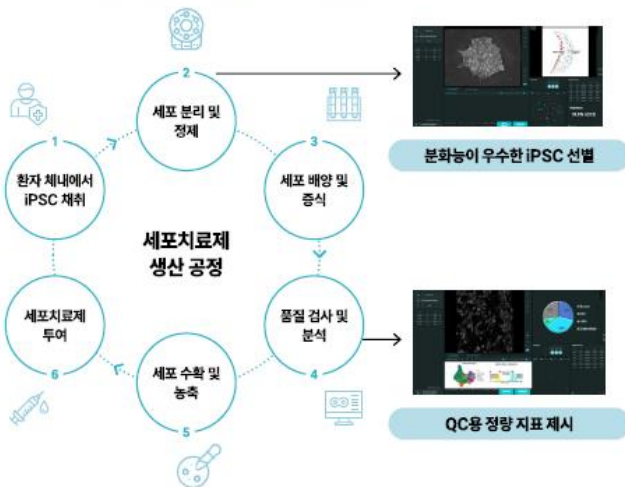 1
환자 체내에서
iPSC 채취
2
세포 분리 및
정제
3
세포 배양 및
증식
세포치료제
생산 공정
4
품질 검사 및
분석
5
세포 수확 및
농축
6
세포치료제
투여
분화능이 우수한 iPSC 선별
QC용 정량 지표 제시